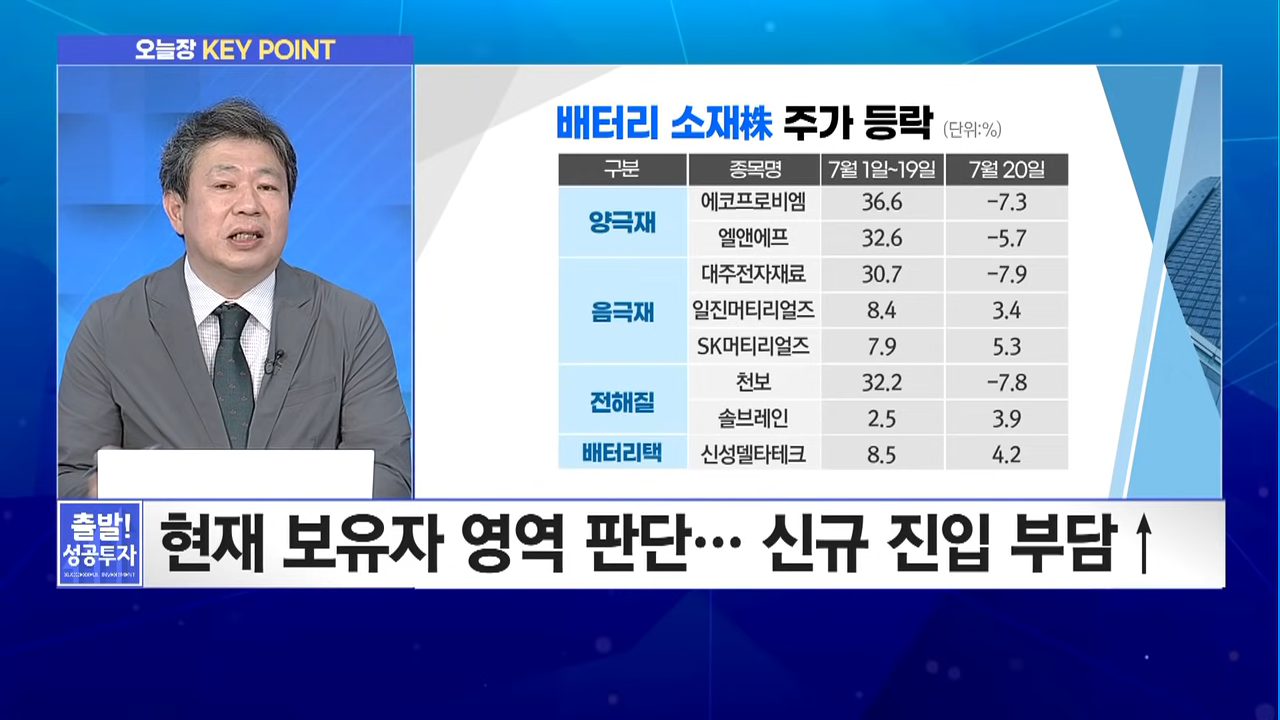 오늘장 KEY POINT
배터리 소재株 주가 등락 (단위:%)
구분 종목명 7월 1일~19일 7월 20일
양극재 에코프로비엠 36.6 -7.3
엘앤에프 32.6 -5.7
음극재 대주전자재료 30.7 -7.9
일진머티리얼즈 8.4 3.4
SK머티리얼즈 7.9 5.3
전해질 천보 32.2 -7.8
솔브레인 2.5 3.9
배터리택 신성델타테크 8.5 4.2
출발!
성공투자
현재 보유자 영역 판단… 신규 진입 부담↑